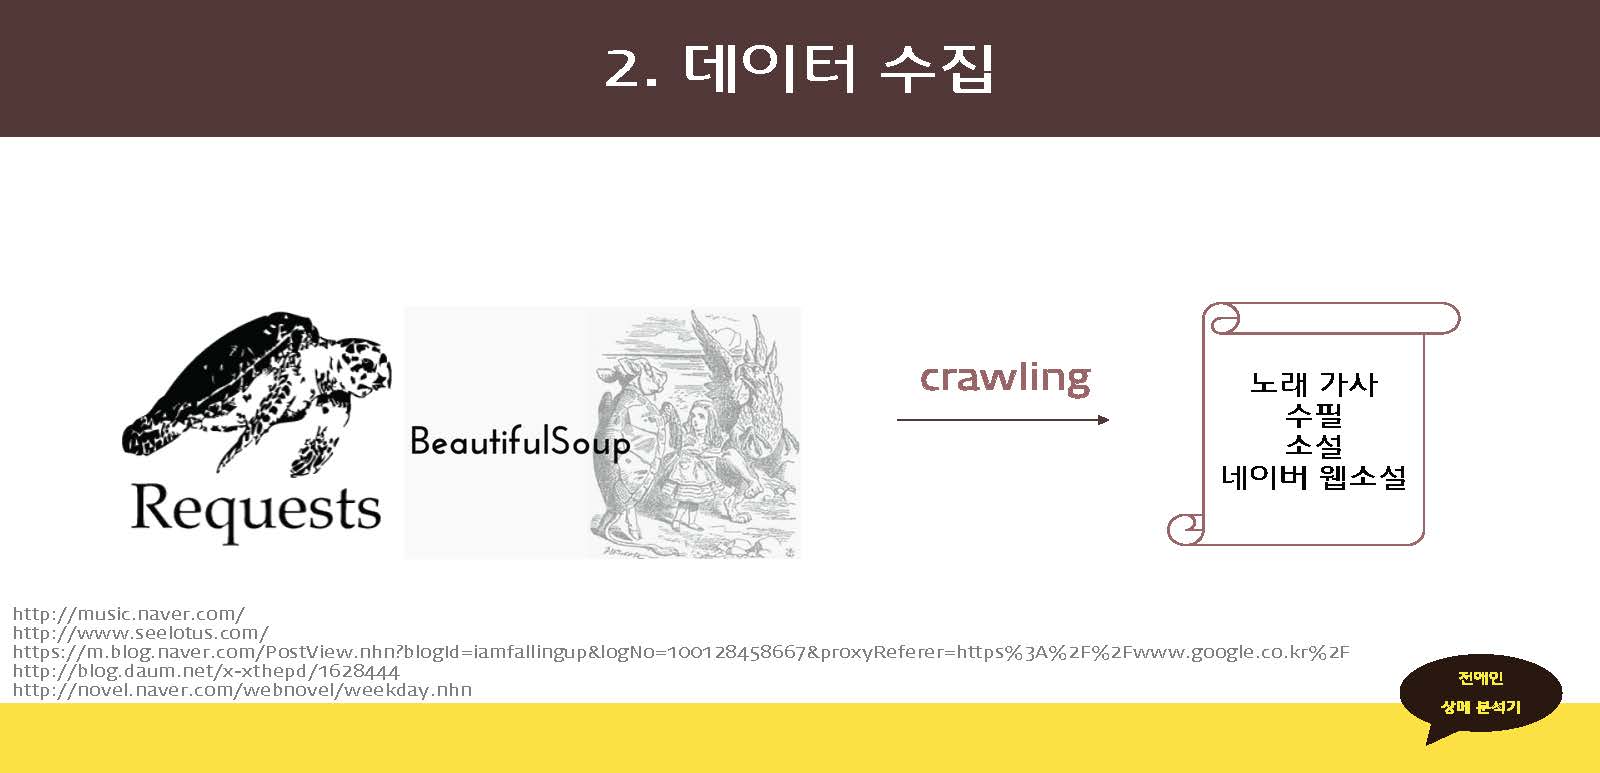 2. 데이터 수집
Requests
BeautifulSoup
crawling
노래 가사
수필
소설
네이버 웹소설
http://music.naver.com/
http://www.seelotus.com/
https://m.blog.naver.com/PostView.nhn?blogId=iamfallingup&logNo=100128458667&proxyReferer=https%3A%2F%2Fwww.google.co.kr%2F
http://blog.daum.net/x-xthepd/1628444
http://novel.naver.com/webnovel/weekday.nhn
전애인
상메 분석기